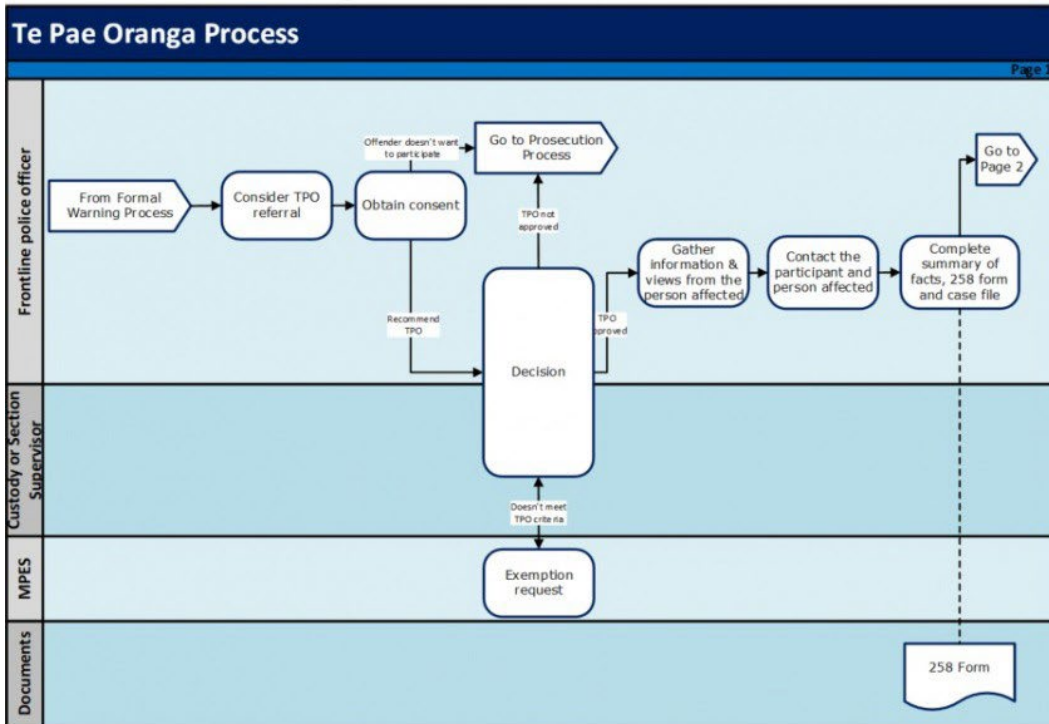 Te Pae Oranga Process
Page 1
Frontline police officer
From Formal
Warning Process
Consider TPO
referral
Obtain consent
Offender doesn't want
to participate
Go to Prosecution
Process
Recommend
TPO
TPO not
approved
Decision
TPO
approved
Gather
information &
views from the
person affected
Contact the
participant and
person affected
Complete
summary of
facts, 258 form
and case file
Go to
Page 2
Custody or Section
Supervisor
Doesn't meet
TPO criteria
MPES
Exemption
request
Documents
258 Form